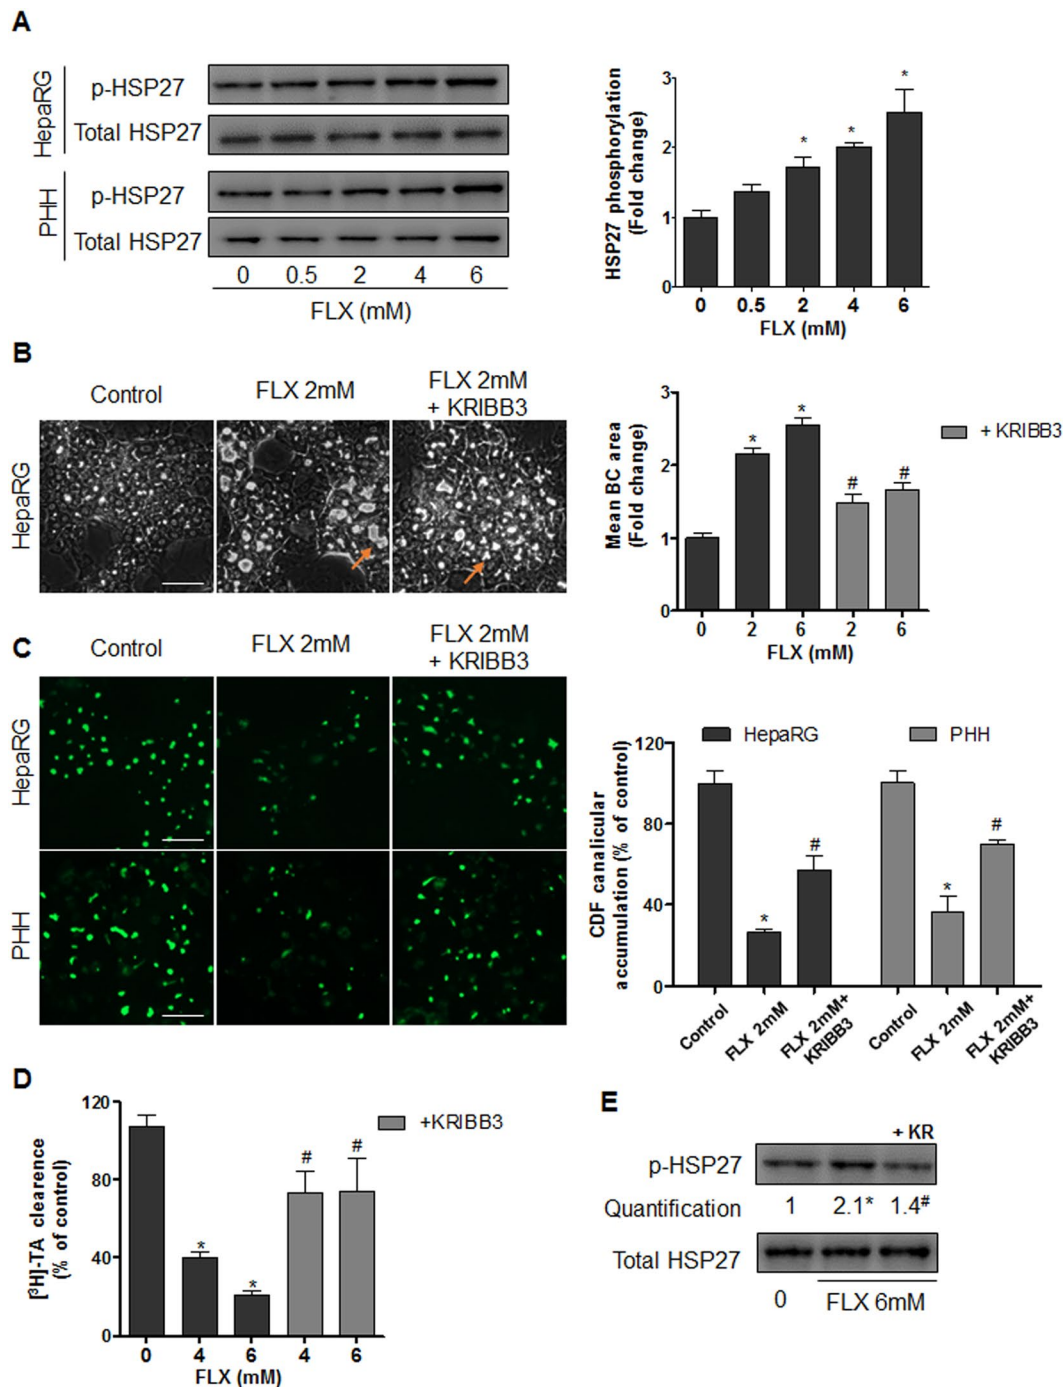 A
HepaRG
p-HSP27
Total HSP27
PHH
p-HSP27
Total HSP27
0 0.5 2 4 6
FLX (mM)
HSP27 phosphorylation
(Fold change)
3
2
1
0
* * *
0 0.5 2 4 6
FLX (mM)
B
Control
FLX 2mM
FLX 2mM
+ KRIBB3
HepaRG
Mean BC area
(Fold change)
3
2
1
0
* * # #
0 2 6 2 6
FLX (mM)
+ KRIBB3
C
Control
FLX 2mM
FLX 2mM
+ KRIBB3
HepaRG
PHH
HepaRG
PHH
CDF canalicular
accumulation (% of control)
120
80
40
0
* # * #
Control
FLX 2mM
FLX 2mM+
KRIBB3
Control
FLX 2mM
FLX 2mM+
KRIBB3
D
[³H]-TA clearence
(% of control)
120
80
40
0
* * # #
0 4 6 4 6
FLX (mM)
+KRIBB3
E
+ KR
p-HSP27
Quantification 1 2.1* 1.4#
Total HSP27
0 FLX 6mM